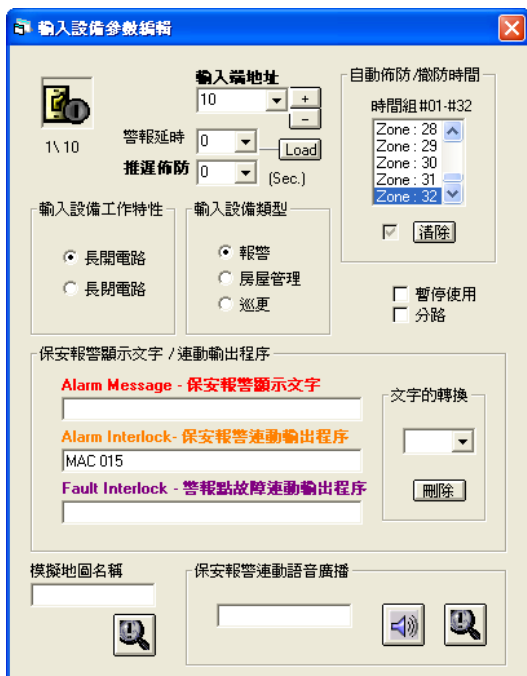 輸入設備參數編輯
輸入端地址
10
+
-
1\10
警報延時
0
Load
推遲佈防
0
(Sec.)
自動佈防/撤防時間
時間組#01-#32
Zone : 28
Zone : 29
Zone : 30
Zone : 31
Zone : 32
清除
輸入設備工作特性
長開電路
長閉電路
輸入設備類型
報警
房屋管理
巡更
暫停使用
分路
保安報警顯示文字 / 連動輸出程序
Alarm Message - 保安報警顯示文字
Alarm Interlock- 保安報警連動輸出程序
MAC 015
Fault Interlock - 警報點故障連動輸出程序
文字的轉換
刪除
模擬地圖名稱
保安報警連動語音廣播